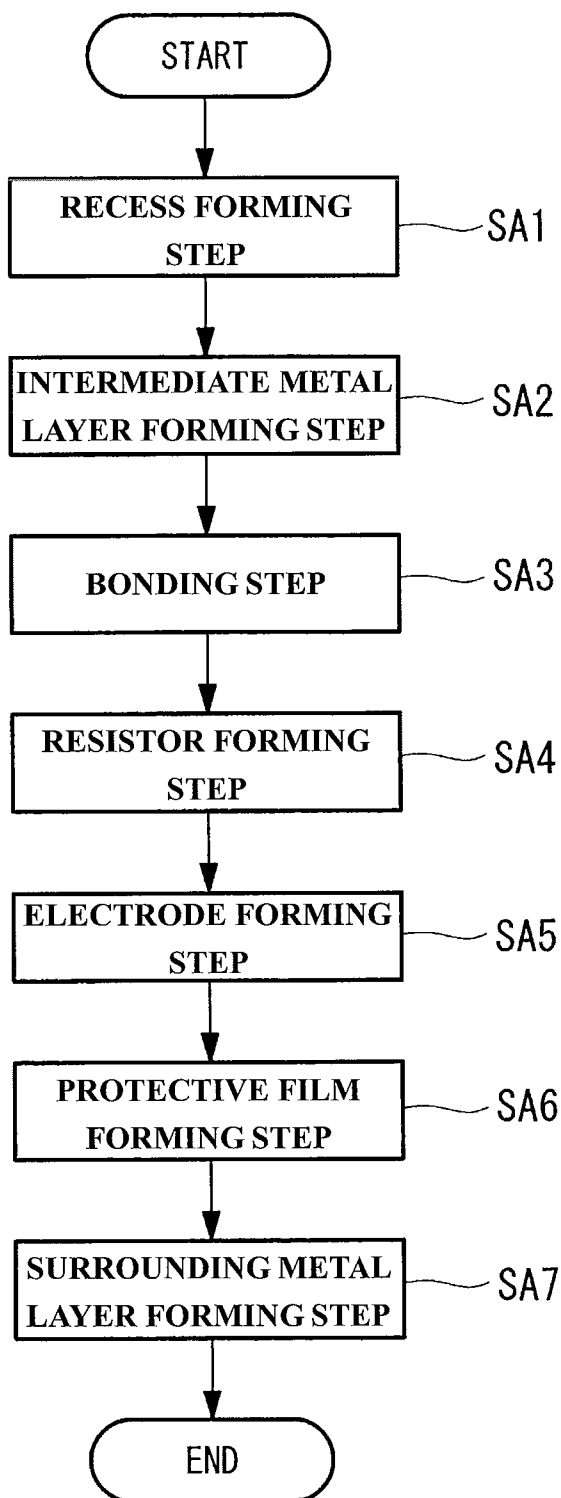 START
RECESS FORMING
STEP
SA1
INTERMEDIATE METAL
LAYER FORMING STEP
SA2
BONDING STEP
SA3
RESISTOR FORMING
STEP
SA4
ELECTRODE FORMING
STEP
SA5
PROTECTIVE FILM
FORMING STEP
SA6
SURROUNDING METAL
LAYER FORMING STEP
SA7
END